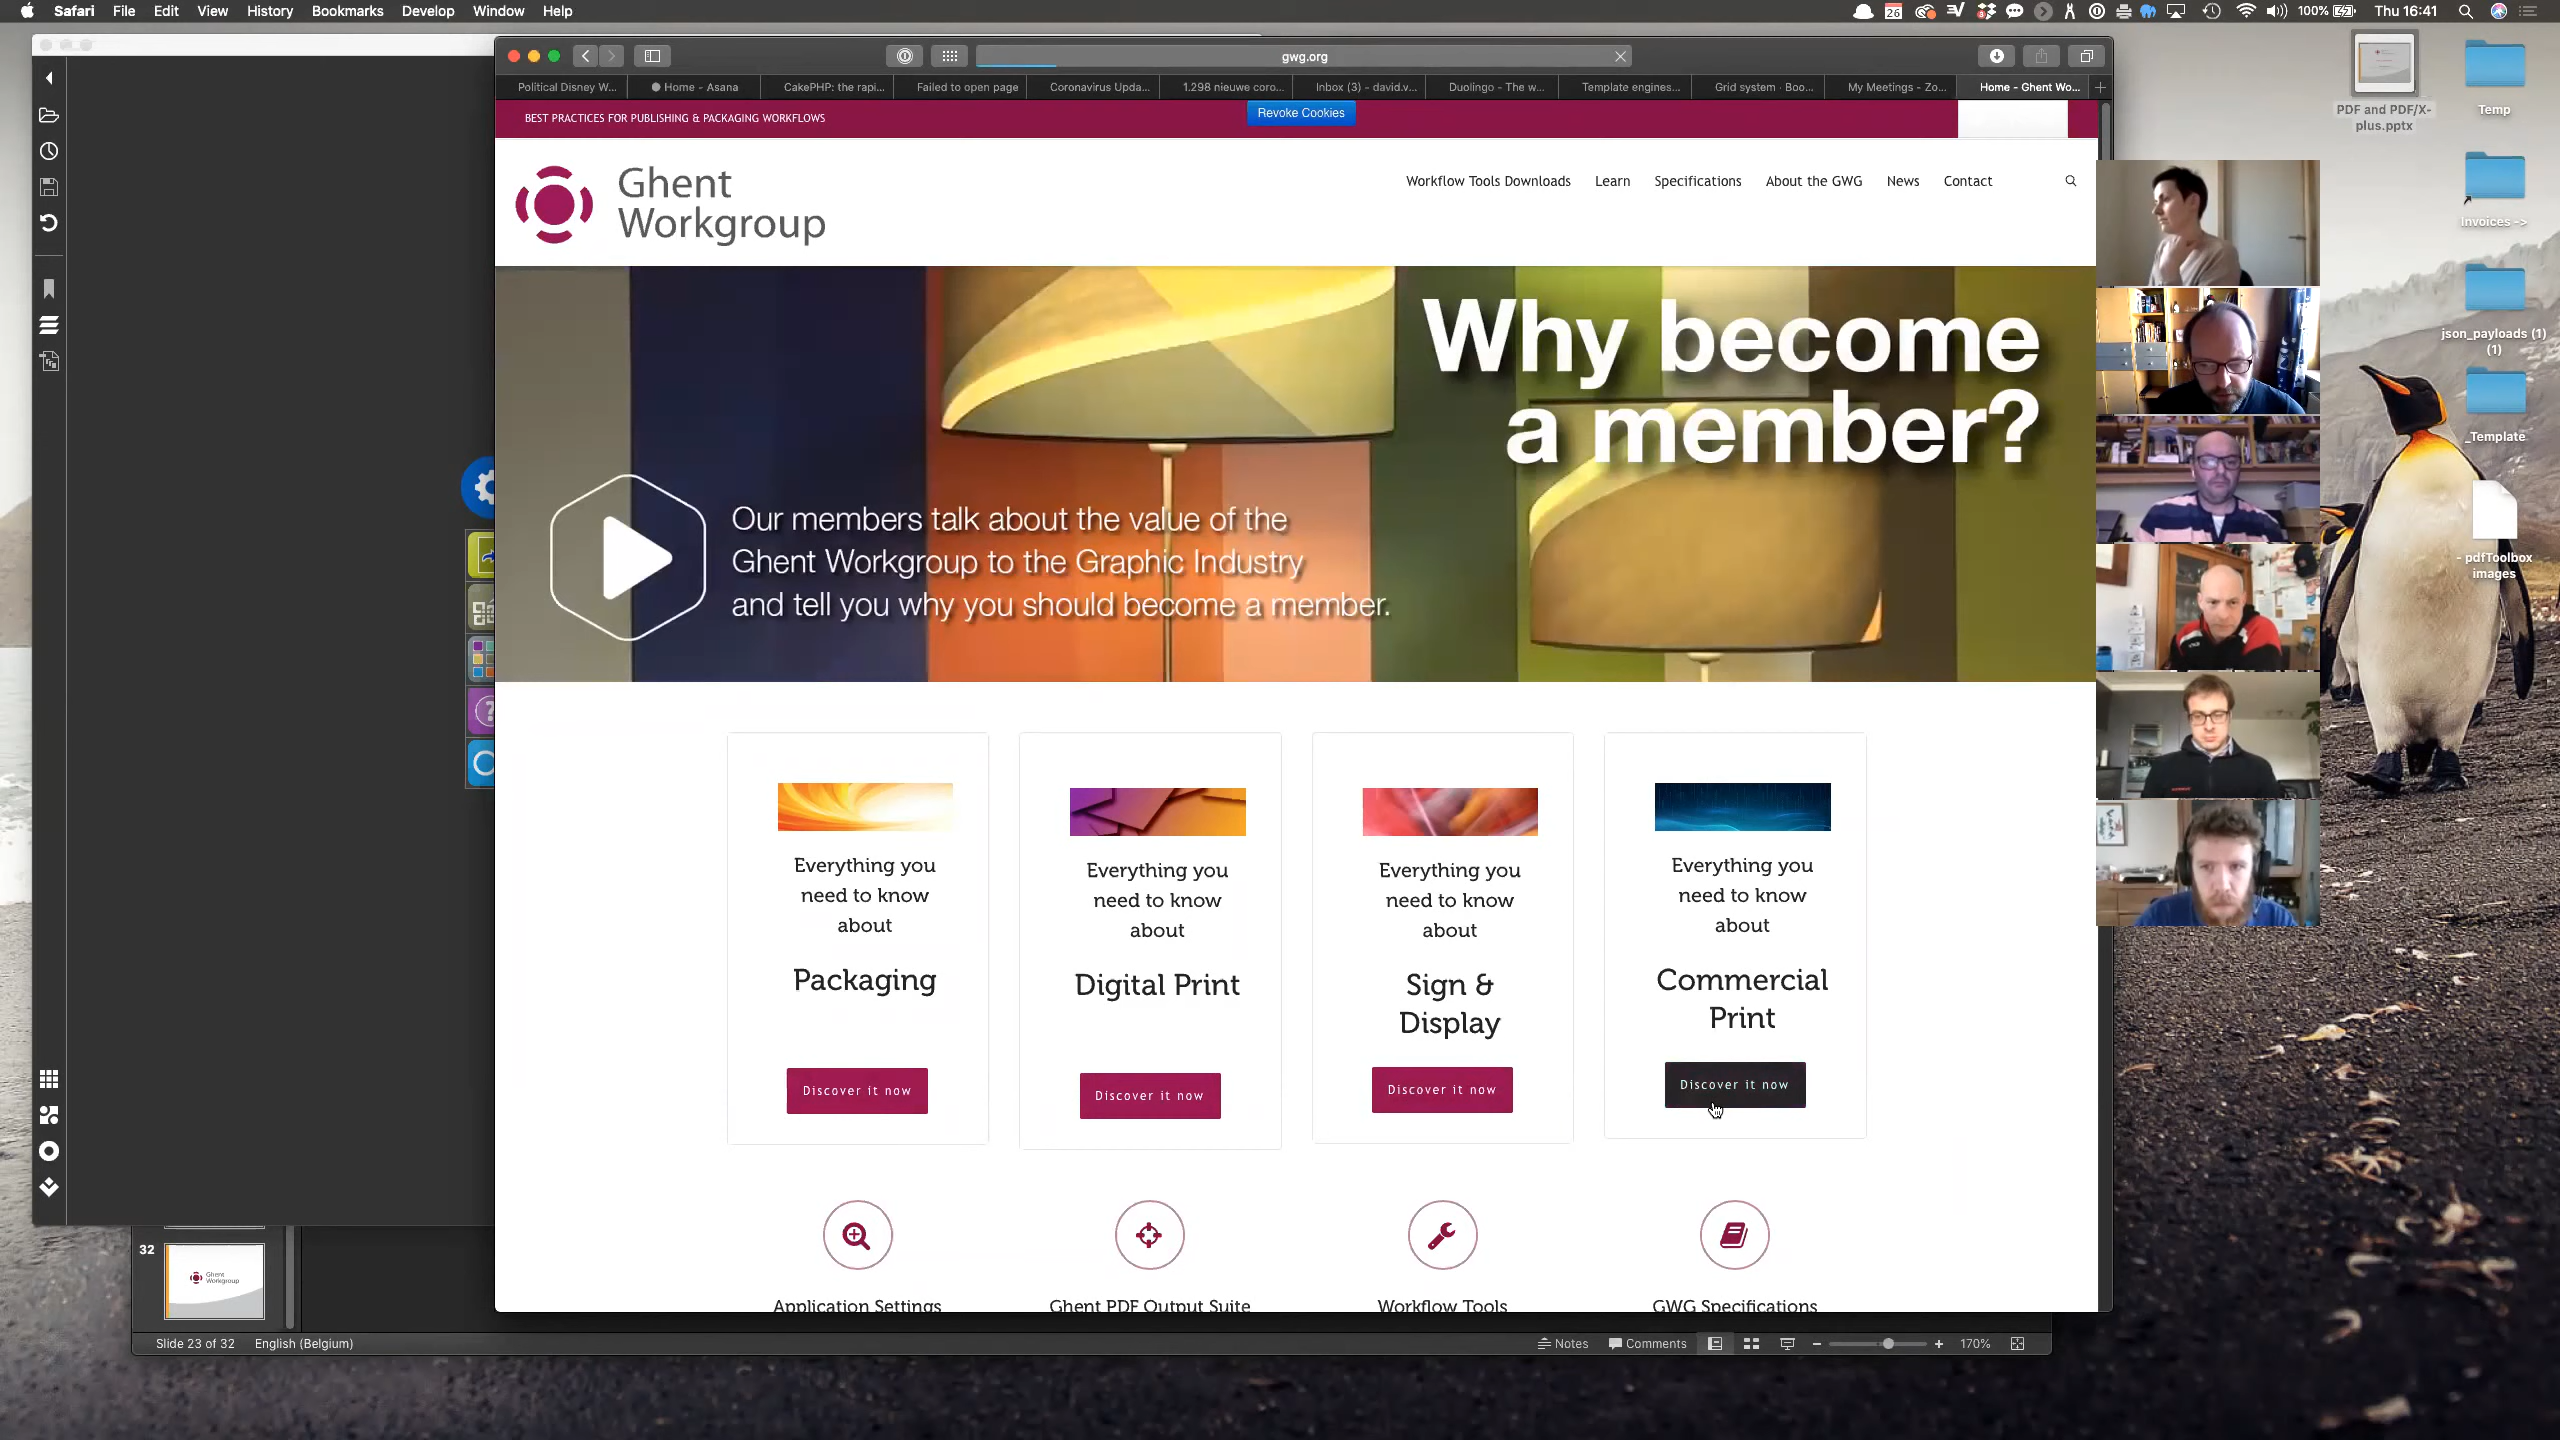 Safari File Edit View History Bookmarks Develop Window Help
26
100%
Thu 16:41
gwg.org
Political Disney W...
Home - Asana
CakePHP: the rapi...
Failed to open page
Coronavirus Upda...
1.298 nieuwe coro...
Inbox (3) - david.v...
Duolingo - The w...
Template engines...
Grid system · Boo...
My Meetings - Zo...
Home - Ghent Wo...
BEST PRACTICES FOR PUBLISHING & PACKAGING WORKFLOWS
Revoke Cookies
Ghent
Workgroup
Workflow Tools Downloads
Learn
Specifications
About the GWG
News
Contact
Why become
a member?
Our members talk about the value of the
Ghent Workgroup to the Graphic Industry
and tell you why you should become a member.
Everything you
need to know
about
Packaging
Discover it now
Everything you
need to know
about
Digital Print
Discover it now
Everything you
need to know
about
Sign &
Display
Discover it now
Everything you
need to know
about
Commercial
Print
Discover it now
Application Settings
Ghent PDF Output Suite
Workflow Tools
GWG Specifications
32
Ghent
Workgroup
Slide 23 of 32
English (Belgium)
Notes
Comments
170%
PDF and PDF/X-
plus.pptx
Temp
Invoices ->
json_payloads (1)
(1)
_Template
- pdfToolbox
images